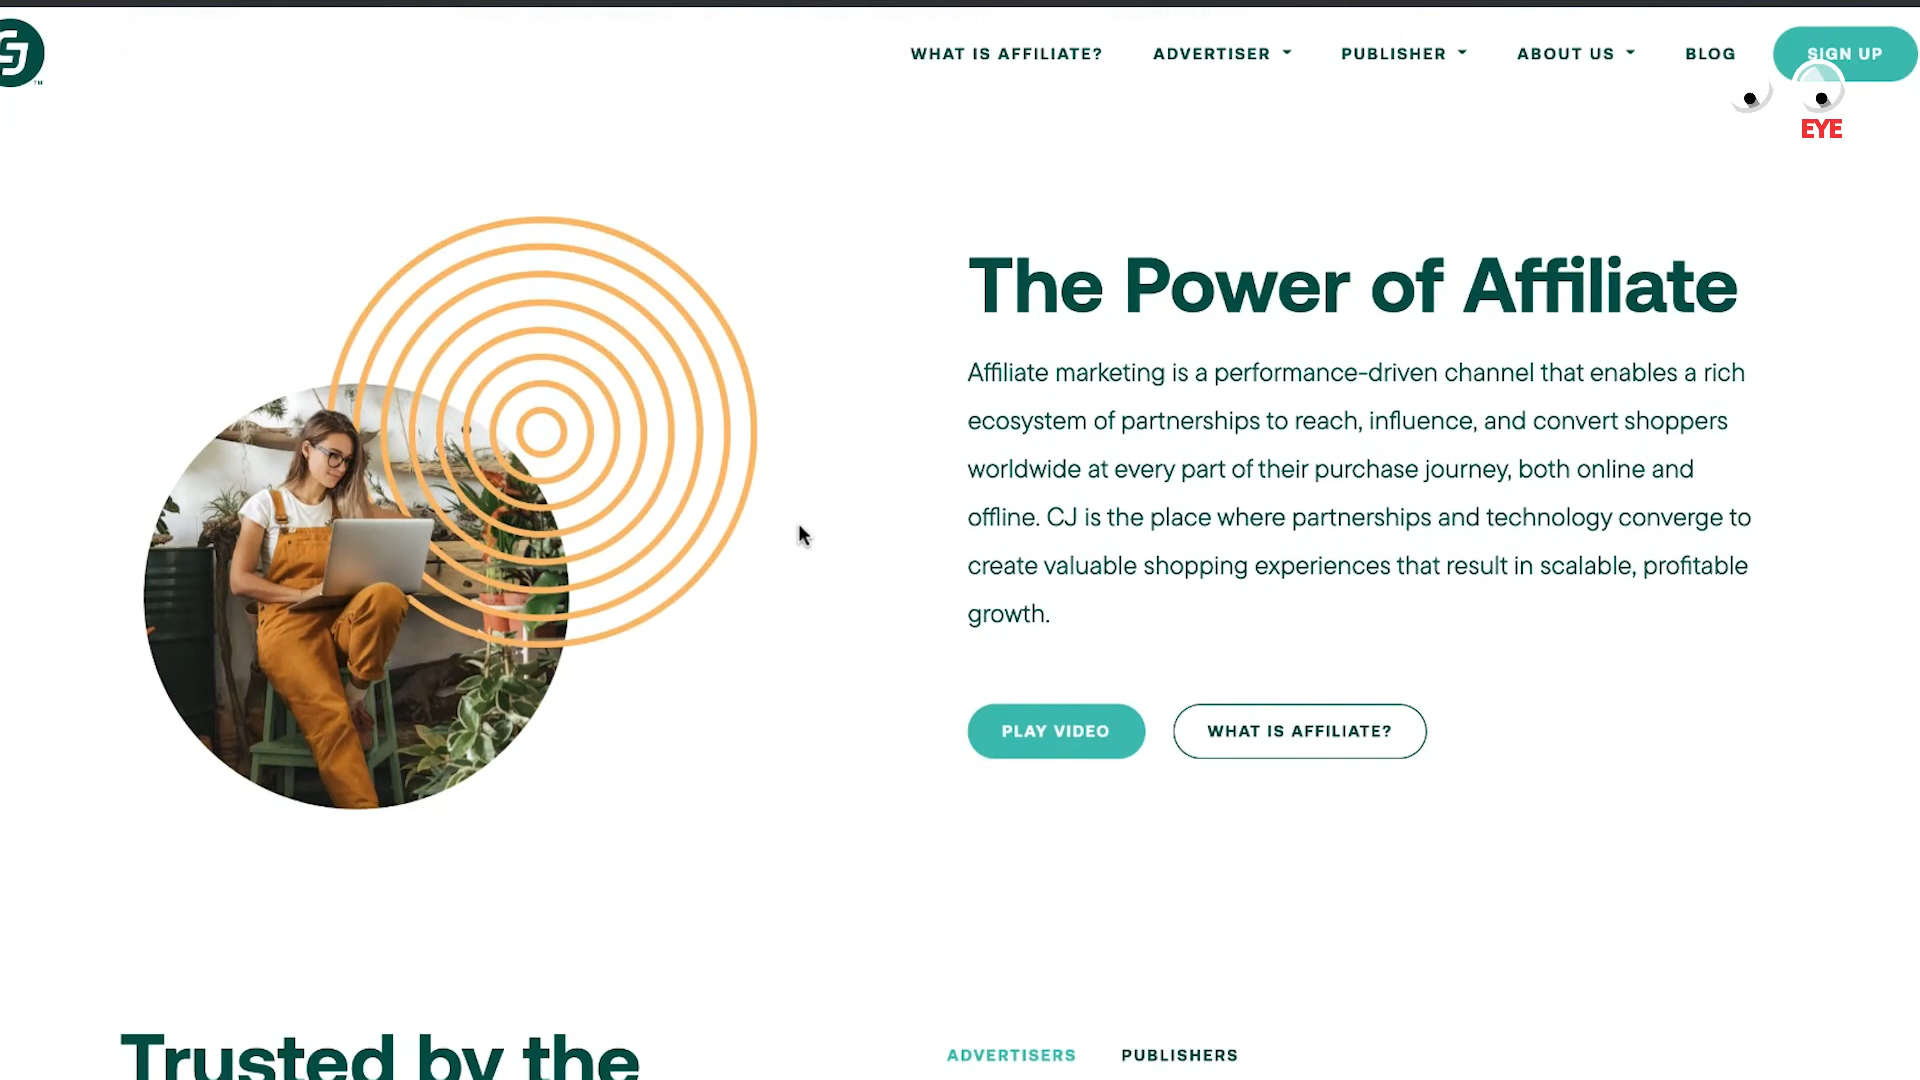 CJ
TM
WHAT IS AFFILIATE? ADVERTISER PUBLISHER ABOUT US BLOG SIGN UP
EYE
The Power of Affiliate
Affiliate marketing is a performance-driven channel that enables a rich
ecosystem of partnerships to reach, influence, and convert shoppers
worldwide at every part of their purchase journey, both online and
offline. CJ is the place where partnerships and technology converge to
create valuable shopping experiences that result in scalable, profitable
growth.
PLAY VIDEO WHAT IS AFFILIATE?
Trusted by the
ADVERTISERS PUBLISHERS